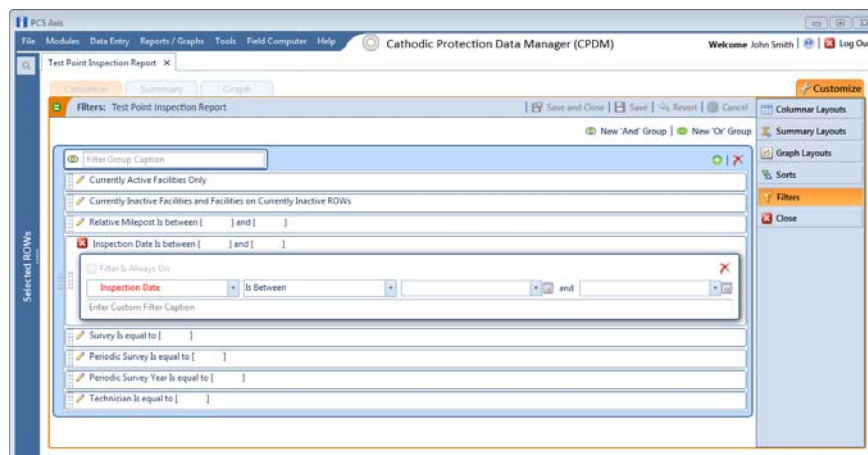 PCS Axis
File Modules Data Entry Reports / Graphs Tools Field Computer Help
Cathodic Protection Data Manager (CPDM)
Welcome John Smith | Log Ou
Test Point Inspection Report ×
Columnar Summary Graph
Customize
Filters: Test Point Inspection Report
Save and Close | Save | Revert | Cancel
New 'And' Group | New 'Or' Group
Filter Group Caption
Currently Active Facilities Only
Currently Inactive Facilities and Facilities on Currently Inactive ROWs
Relative Milepost Is between [ ] and [ ]
Inspection Date Is between [ ] and [ ]
Filter Is Always On
Inspection Date Is Between and
Enter Custom Filter Caption
Survey Is equal to [ ]
Periodic Survey Is equal to [ ]
Periodic Survey Year Is equal to [ ]
Technician Is equal to [ ]
Columnar Layouts
Summary Layouts
Graph Layouts
Sorts
Filters
Close
Selected ROWs